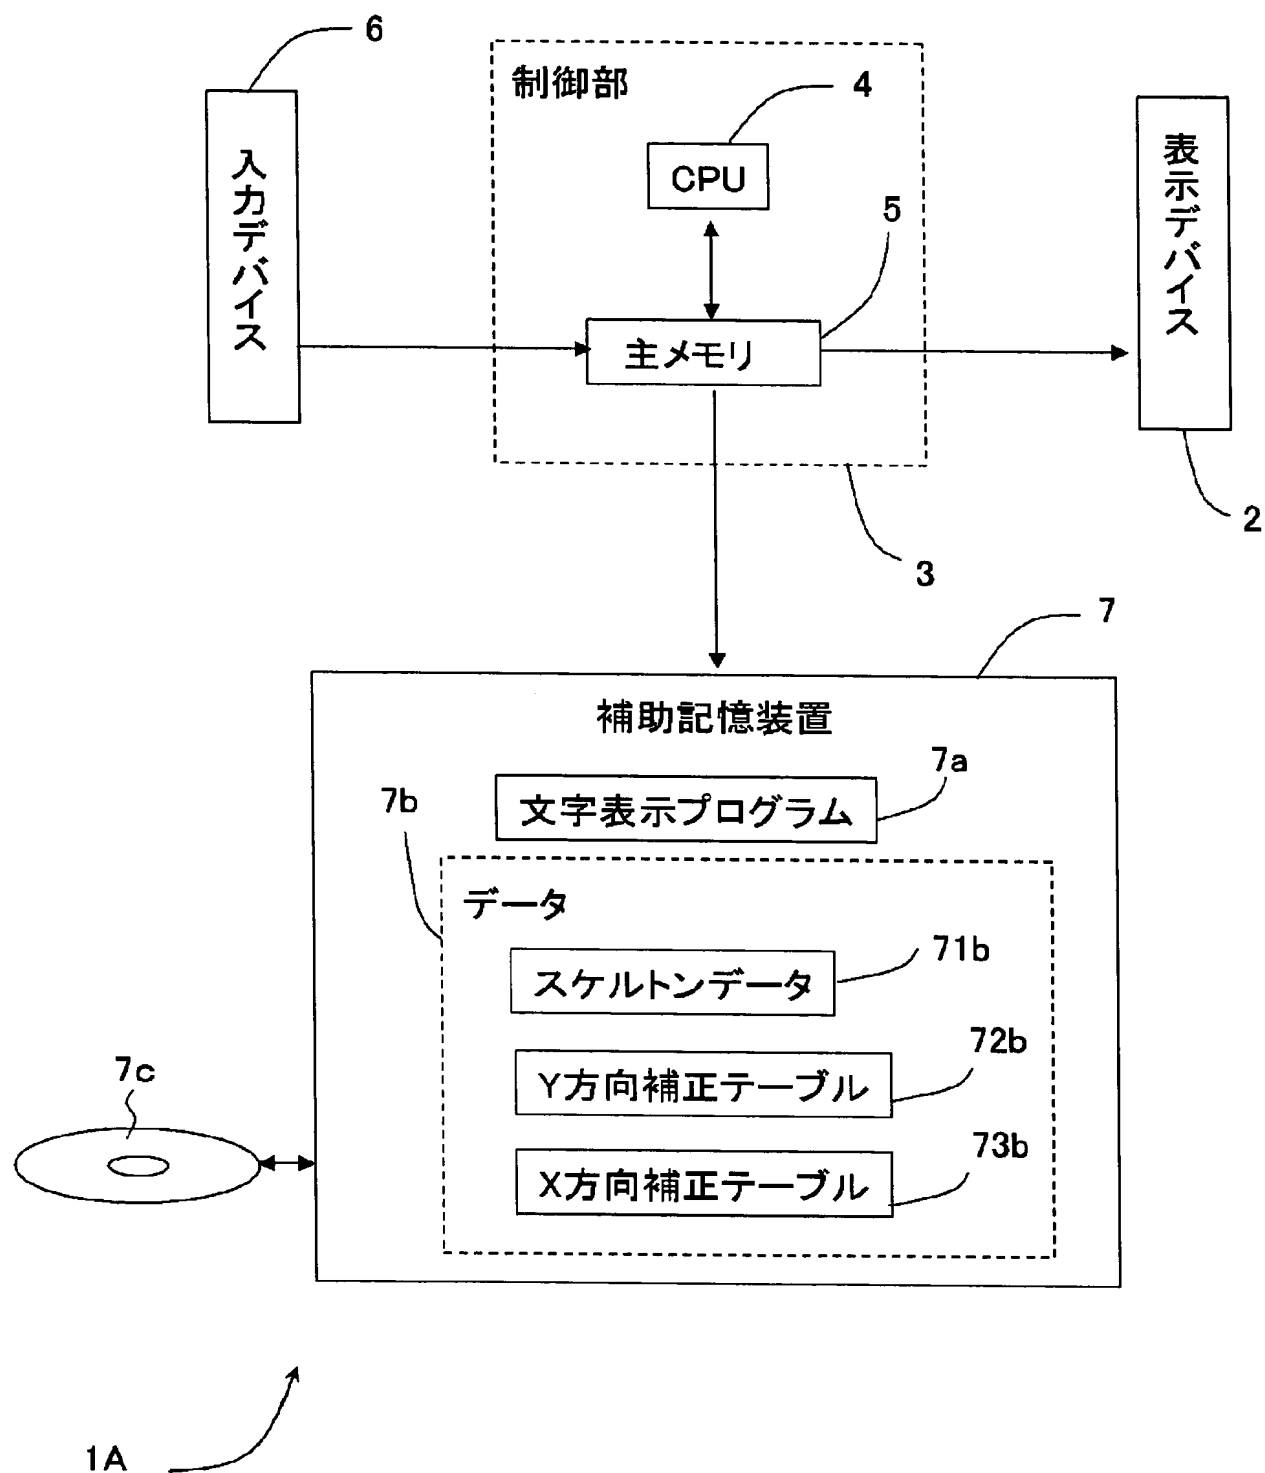 6
制御部
4
CPU
5
入力デバイス
主メモリ
表示デバイス
2
3
7
補助記憶装置
7a
文字表示プログラム
7b
データ
71b
スケルトンデータ
72b
Y方向補正テーブル
73b
X方向補正テーブル
7c
1A